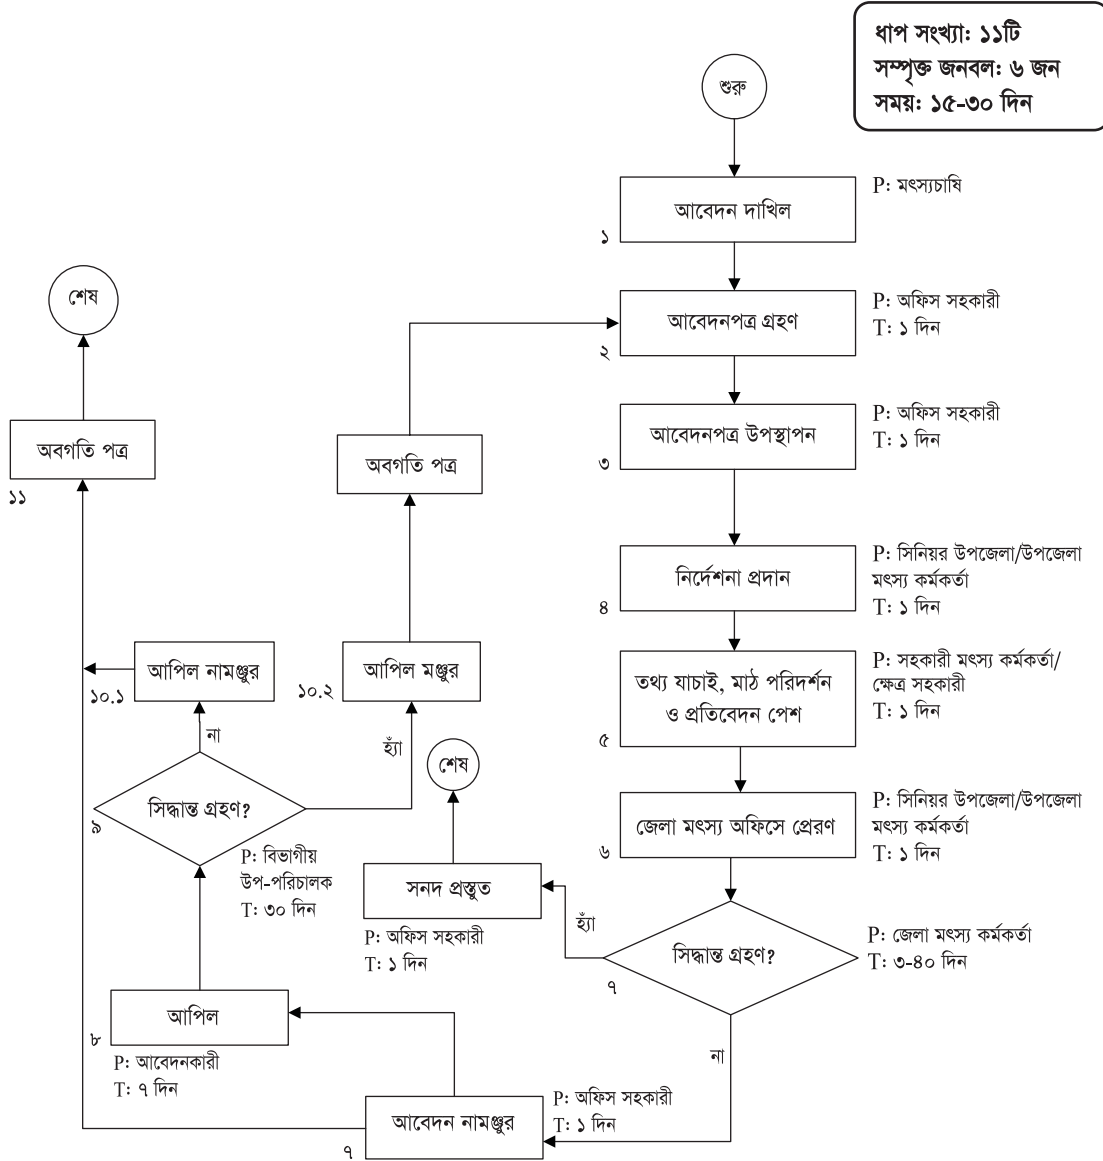 ধাপ সংখ্যা: ১১টি
সম্পৃক্ত জনবল: ৬ জন
সময়: ১৫-৩০ দিন
শুরু
আবেদন দাখিল
১
P: মৎস্যচাষি
আবেদনপত্র গ্রহণ
২
P: অফিস সহকারী
T: ১ দিন
আবেদনপত্র উপস্থাপন
৩
P: অফিস সহকারী
T: ১ দিন
নির্দেশনা প্রদান
৪
P: সিনিয়র উপজেলা/উপজেলা
মৎস্য কর্মকর্তা
T: ১ দিন
তথ্য যাচাই, মাঠ পরিদর্শন
ও প্রতিবেদন পেশ
৫
P: সহকারী মৎস্য কর্মকর্তা/
ক্ষেত্র সহকারী
T: ১ দিন
জেলা মৎস্য অফিসে প্রেরণ
৬
P: সিনিয়র উপজেলা/উপজেলা
মৎস্য কর্মকর্তা
T: ১ দিন
সিদ্ধান্ত গ্রহণ?
৭
P: জেলা মৎস্য কর্মকর্তা
T: ৩-৪০ দিন
হ্যাঁ
সনদ প্রস্তুত
P: অফিস সহকারী
T: ১ দিন
শেষ
না
আবেদন নামঞ্জুর
৭
P: অফিস সহকারী
T: ১ দিন
আপিল
৮
P: আবেদনকারী
T: ৭ দিন
সিদ্ধান্ত গ্রহণ?
৯
P: বিভাগীয়
উপ-পরিচালক
T: ৩০ দিন
না
আপিল নামঞ্জুর
১০.১
হ্যাঁ
আপিল মঞ্জুর
১০.২
অবগতি পত্র
অবগতি পত্র
১১
শেষ